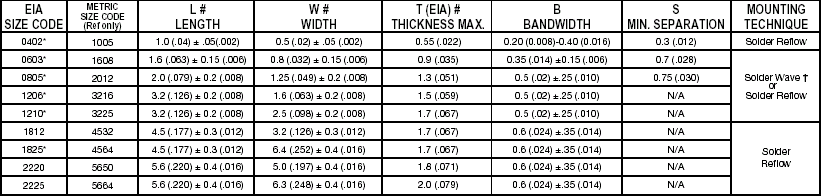 EIA SIZE CODE | METRIC SIZE CODE (Ref only) | L # LENGTH | W # WIDTH | T (EIA) # THICKNESS MAX. | B BANDWIDTH | S MIN. SEPARATION | MOUNTING TECHNIQUE
0402* | 1005 | 1.0 (.04) ± .05(.002) | 0.5 (.02) ± .05 (.002) | 0.55 (.022) | 0.20 (0.008)-0.40 (0.016) | 0.3 (.012) | Solder Reflow
0603* | 1608 | 1.6 (.063) ± 0.15 (.006) | 0.8 (.032) ± 0.15 (.006) | 0.9 (.035) | 0.35 (.014) ± 0.15 (.006) | 0.7 (.028) | Solder Wave † or Solder Reflow
0805* | 2012 | 2.0 (.079) ± 0.2 (.008) | 1.25 (.049) ± 0.2 (.008) | 1.3 (.051) | 0.5 (.02) ±.25 (.010) | 0.75 (.030)
1206* | 3216 | 3.2 (.126) ± 0.2 (.008) | 1.6 (.063) ± 0.2 (.008) | 1.5 (.059) | 0.5 (.02) ±.25 (.010) | N/A
1210* | 3225 | 3.2 (.126) ± 0.2 (.008) | 2.5 (.098) ± 0.2 (.008) | 1.7 (.067) | 0.5 (.02) ±.25 (.010) | N/A
1812 | 4532 | 4.5 (.177) ± 0.3 (.012) | 3.2 (.126) ± 0.3 (.012) | 1.7 (.067) | 0.6 (.024) ±.35 (.014) | N/A | Solder Reflow
1825* | 4564 | 4.5 (.177) ± 0.3 (.012) | 6.4 (.252) ± 0.4 (.016) | 1.7 (.067) | 0.6 (.024) ±.35 (.014) | N/A
2220 | 5650 | 5.6 (.220) ± 0.4 (.016) | 5.0 (.197) ± 0.4 (.016) | 1.8 (.071) | 0.6 (.024) ±.35 (.014) | N/A
2225 | 5664 | 5.6 (.220) ± 0.4 (.016) | 6.3 (.248) ± 0.4 (.016) | 2.0 (.079) | 0.6 (.024) ±.35 (.014) | N/A